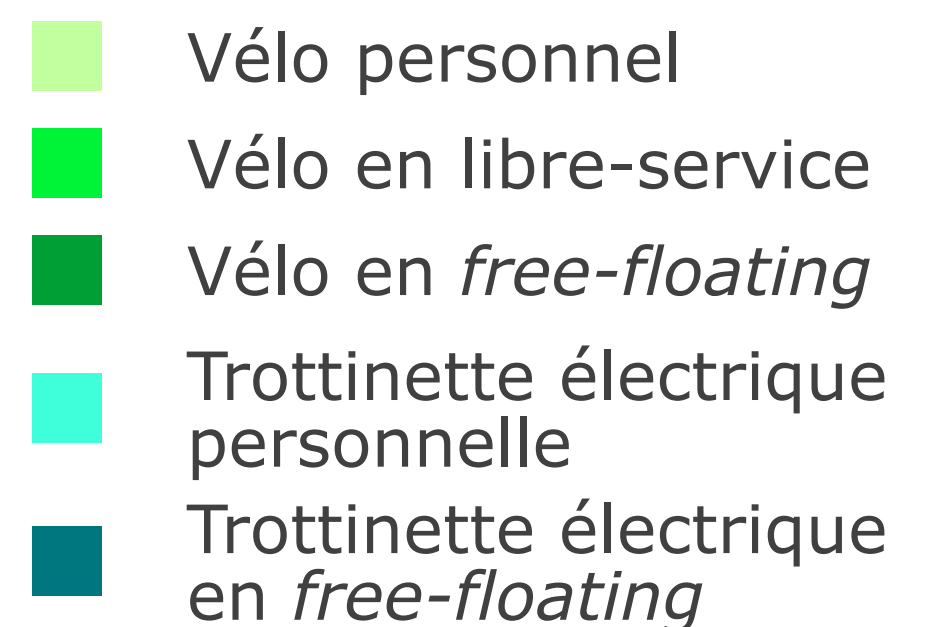 Vélo personnel
Vélo en libre-service
Vélo en free-floating
Trottinette électrique
personnelle
Trottinette électrique
en free-floating